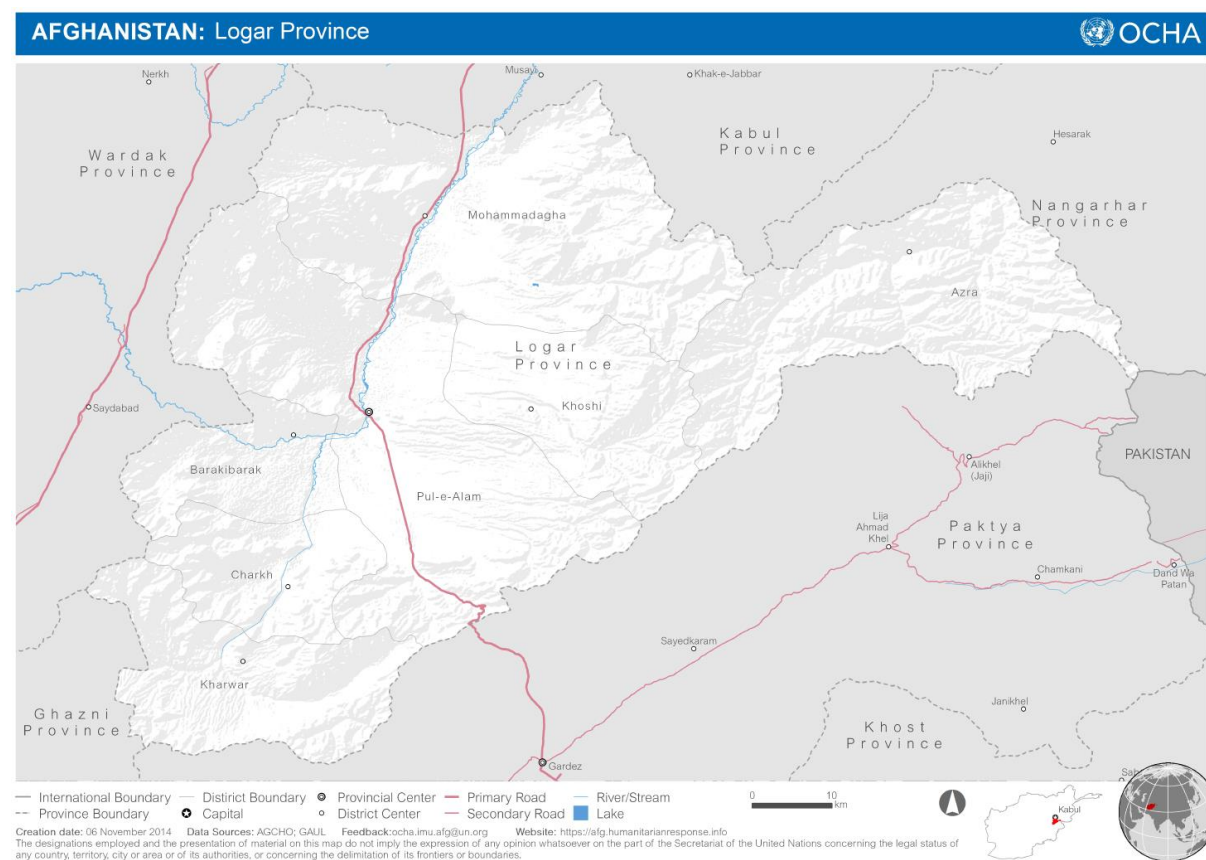 AFGHANISTAN: Logar Province
OCHA
Nerkh
Musayi
Khak-e-Jabbar
Wardak
Province
Kabul
Province
Hesarak
Nangarhar
Province
Mohammadagha
Azra
Logar
Province
Khoshi
Saydabad
Barakibarak
Pul-e-Alam
PAKISTAN
Alikhel
(Jaji)
Lija
Ahmad
Khel
Paktya
Province
Chamkani
Dand Wa
Patan
Charkh
Sayedkaram
Kharwar
Ghazni
Province
Janikhel
Khost
Province
Gardez
International Boundary
District Boundary
Provincial Center
Primary Road
River/Stream
Province Boundary
Capital
District Center
Secondary Road
Lake
0 10
km
Kabul
Creation date: 06 November 2014 Data Sources: AGCHO; GAUL Feedback:ocha.imu.afg@un.org Website: https://afg.humanitarianresponse.info
The designations employed and the presentation of material on this map do not imply the expression of any opinion whatsoever on the part of the Secretariat of the United Nations concerning the legal status of
any country, territory, city or area or of its authorities, or concerning the delimitation of its frontiers or boundaries.